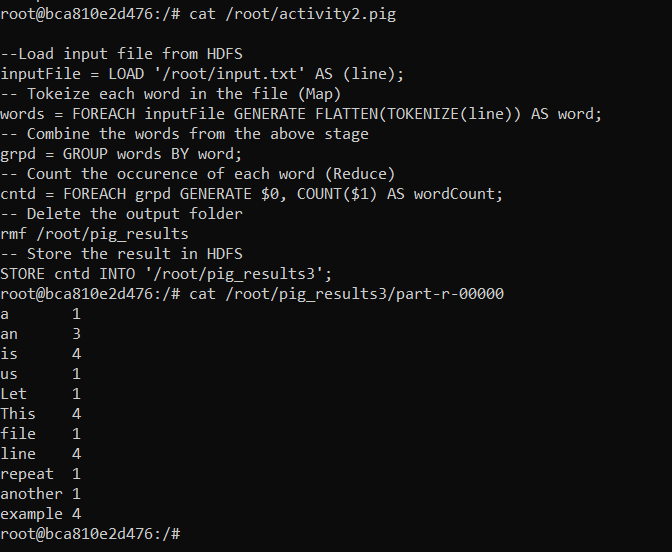 root@bca810e2d476:/# cat /root/activity2.pig
--Load input file from HDFS
inputFile = LOAD '/root/input.txt' AS (line);
-- Tokeize each word in the file (Map)
words = FOREACH inputFile GENERATE FLATTEN(TOKENIZE(line)) AS word;
-- Combine the words from the above stage
grpd = GROUP words BY word;
-- Count the occurence of each word (Reduce)
cntd = FOREACH grpd GENERATE $0, COUNT($1) AS wordCount;
-- Delete the output folder
rmf /root/pig_results
-- Store the result in HDFS
STORE cntd INTO '/root/pig_results3';
root@bca810e2d476:/# cat /root/pig_results3/part-r-00000
a       1
an      3
is      4
us      1
Let     1
This    4
file    1
line    4
repeat  1
another 1
example 4
root@bca810e2d476:/#